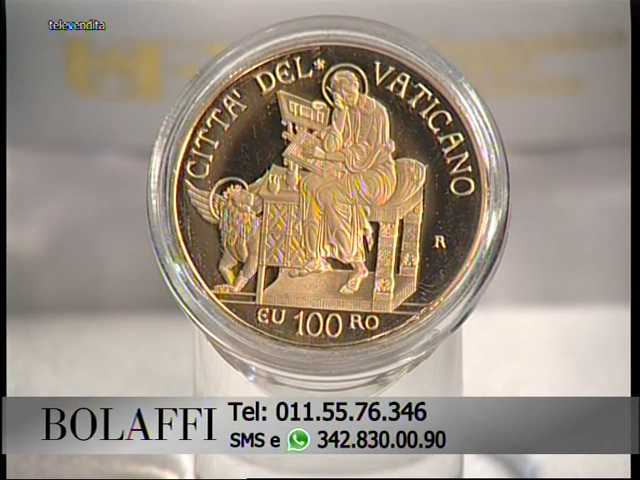 televendita
CITTA' DEL* VATICANO
R
EU 100 RO
BOLAFFI
Tel: 011.55.76.346
SMS e 342.830.00.90